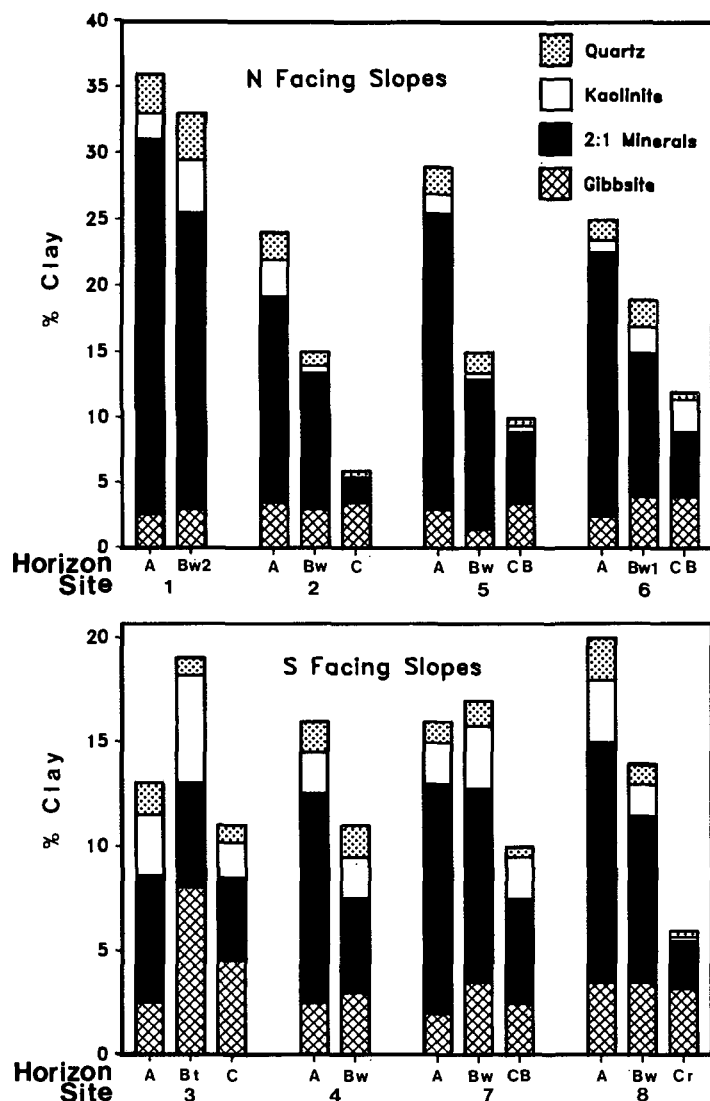 40
35
30
25
20
15
10
5
0
% Clay
N Facing Slopes
Quartz
Kaolinite
2:1 Minerals
Gibbsite
Horizon A Bw2 A Bw C A Bw CB A Bw1 CB
Site 1 2 5 6
20
15
10
5
0
% Clay
S Facing Slopes
Horizon A Bt C A Bw A Bw CB A Bw Cr
Site 3 4 7 8